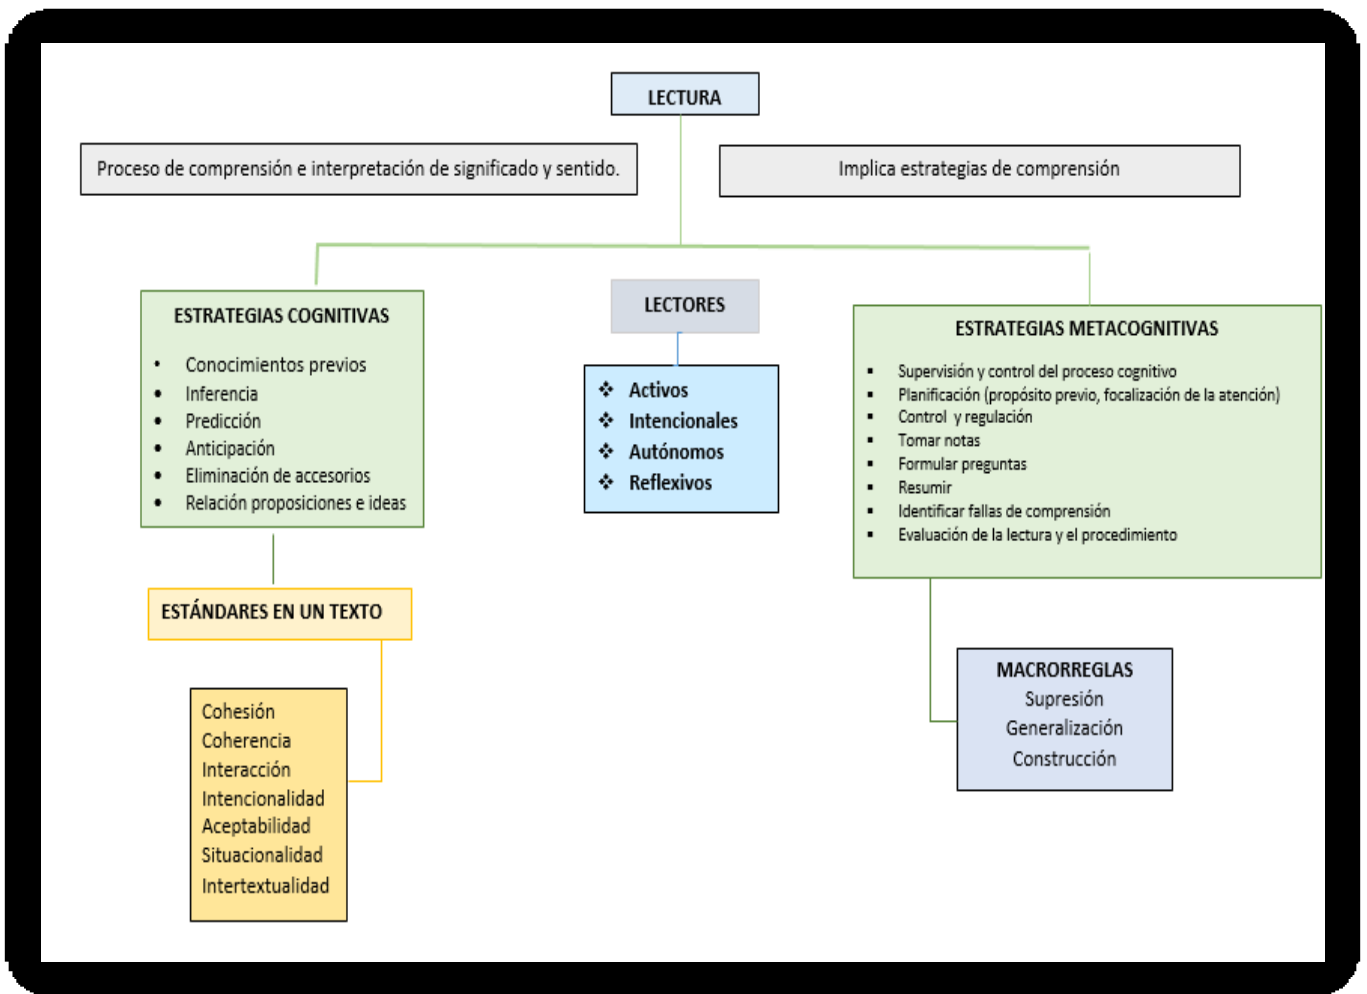 LECTURA
Proceso de comprensión e interpretación de significado y sentido.
Implica estrategias de comprensión
ESTRATEGIAS COGNITIVAS
• Conocimientos previos
• Inferencia
• Predicción
• Anticipación
• Eliminación de accesorios
• Relación proposiciones e ideas
LECTORES
❖ Activos
❖ Intencionales
❖ Autónomos
❖ Reflexivos
ESTRATEGIAS METACOGNITIVAS
▪ Supervisión y control del proceso cognitivo
▪ Planificación (propósito previo, focalización de la atención)
▪ Control y regulación
▪ Tomar notas
▪ Formular preguntas
▪ Resumir
▪ Identificar fallas de comprensión
▪ Evaluación de la lectura y el procedimiento
ESTÁNDARES EN UN TEXTO
Cohesión
Coherencia
Interacción
Intencionalidad
Aceptabilidad
Situacionalidad
Intertextualidad
MACRORREGLAS
Supresión
Generalización
Construcción